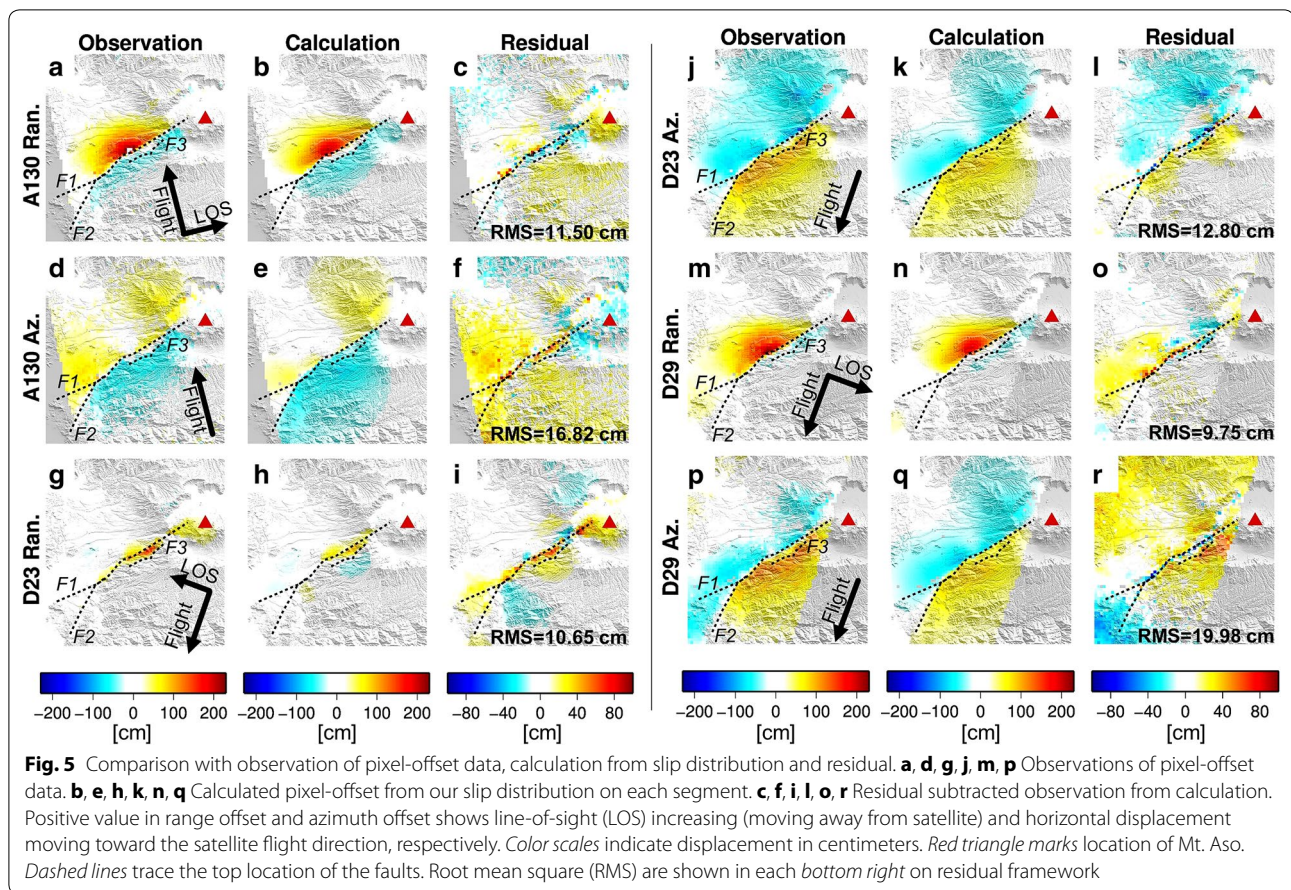 Observation Calculation Residual
A130 Ran.
a b c
F1 F2 F3
Flight LOS
RMS=11.50 cm
A130 Az.
d e f
F1 F2 F3
Flight
RMS=16.82 cm
D23 Ran.
g h i
F1 F2 F3
LOS Flight
RMS=10.65 cm
−200 −100 0 100 200
[cm]
−200 −100 0 100 200
[cm]
−80 −40 0 40 80
[cm]
Observation Calculation Residual
D23 Az.
j k l
F1 F2 F3
Flight
RMS=12.80 cm
D29 Ran.
m n o
F1 F2 F3
Flight LOS
RMS=9.75 cm
D29 Az.
p q r
F1 F2 F3
Flight
RMS=19.98 cm
−200 −100 0 100 200
[cm]
−200 −100 0 100 200
[cm]
−80 −40 0 40 80
[cm]
Fig. 5 Comparison with observation of pixel-offset data, calculation from slip distribution and residual. a, d, g, j, m, p Observations of pixel-offset
data. b, e, h, k, n, q Calculated pixel-offset from our slip distribution on each segment. c, f, i, l, o, r Residual subtracted observation from calculation.
Positive value in range offset and azimuth offset shows line-of-sight (LOS) increasing (moving away from satellite) and horizontal displacement
moving toward the satellite flight direction, respectively. Color scales indicate displacement in centimeters. Red triangle marks location of Mt. Aso.
Dashed lines trace the top location of the faults. Root mean square (RMS) are shown in each bottom right on residual framework